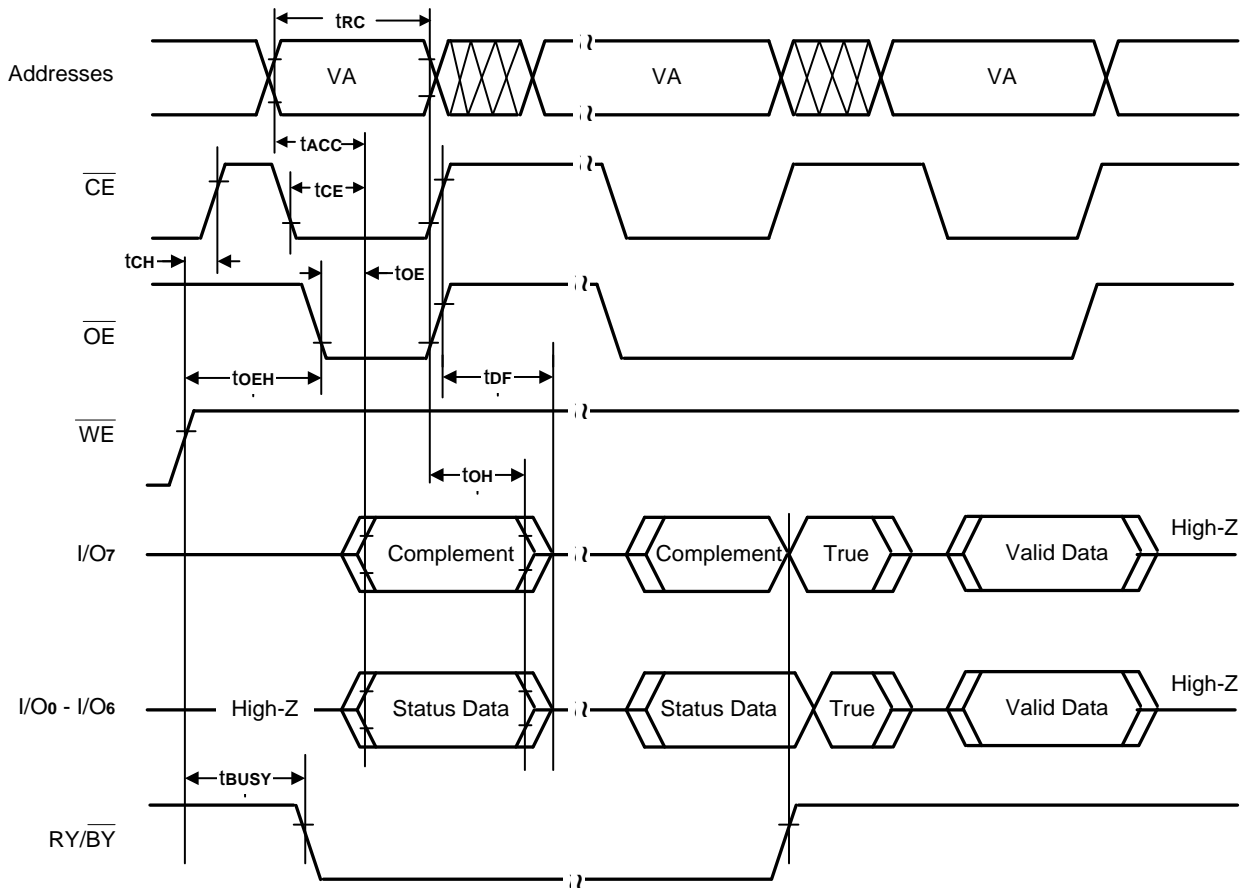 tRC
Addresses
VA
VA
VA
tACC
CE
tCE
tCH
tOE
OE
tOEH
tDF
WE
tOH
I/O7
Complement
Complement
True
Valid Data
High-Z
I/O0 - I/O6
High-Z
Status Data
Status Data
True
Valid Data
High-Z
tBUSY
RY/BY